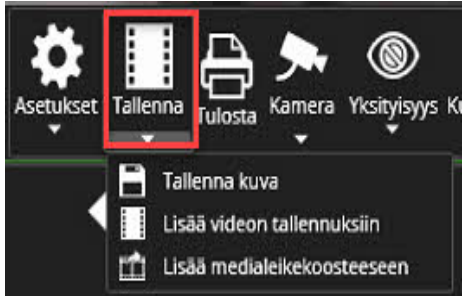 Asetukset Tallenna Tulosta Kamera Yksityisyys
Tallenna kuva
Lisää videon tallennuksiin
Lisää medialeikekoosteeseen